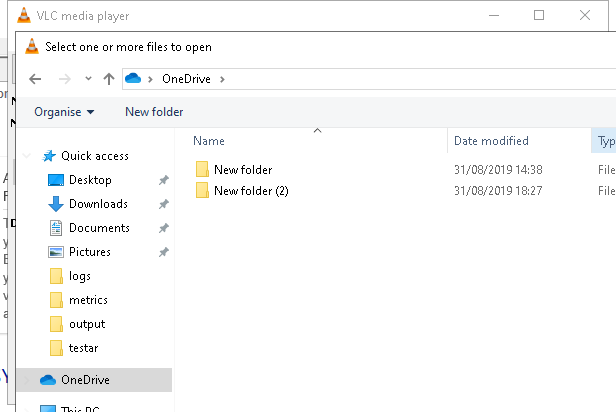 VLC media player
Select one or more files to open
OneDrive
Organise New folder
Name Date modified Typ
Quick access
New folder 31/08/2019 14:38 File
Desktop
New folder (2) 31/08/2019 18:27 File
Downloads
Documents
Pictures
logs
metrics
output
testar
OneDrive
This PC